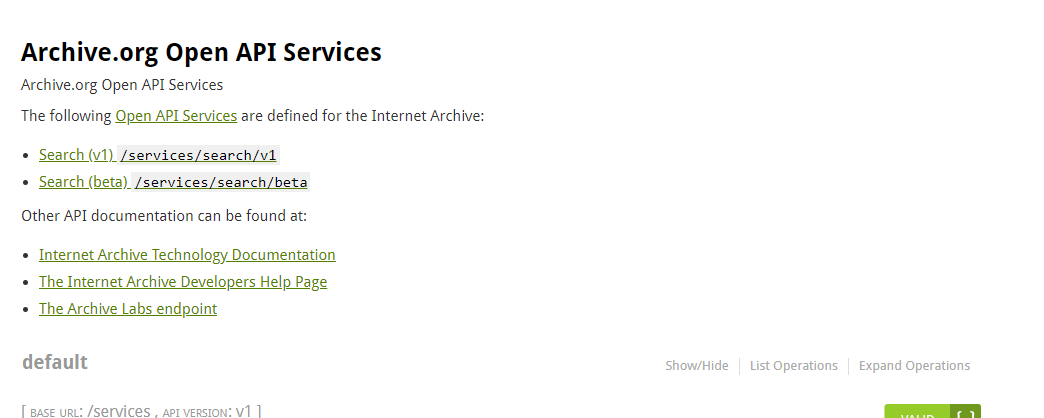 Archive.org Open API Services
Archive.org Open API Services
The following Open API Services are defined for the Internet Archive:
• Search (v1) /services/search/v1
• Search (beta) /services/search/beta
Other API documentation can be found at:
• Internet Archive Technology Documentation
• The Internet Archive Developers Help Page
• The Archive Labs endpoint
default
Show/Hide | List Operations | Expand Operations
[ BASE URL: /services , API VERSION: v1 ]
VALID {-}